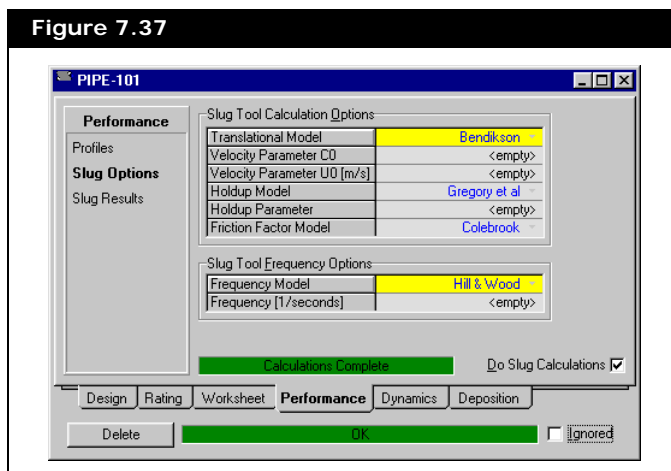 Figure 7.37
PIPE-101
Performance
Profiles
Slug Options
Slug Results
Slug Tool Calculation Options
Translational Model Bendikson
Velocity Parameter C0 <empty>
Velocity Parameter U0 [m/s] <empty>
Holdup Model Gregory et al
Holdup Parameter <empty>
Friction Factor Model Colebrook
Slug Tool Frequency Options
Frequency Model Hill & Wood
Frequency [1/seconds] <empty>
Calculations Complete Do Slug Calculations
Design Rating Worksheet Performance Dynamics Deposition
Delete OK Ignored